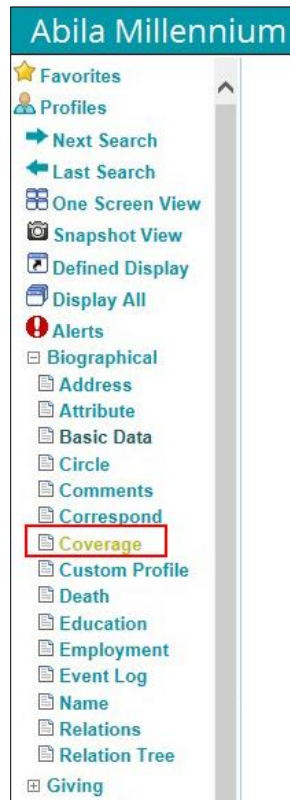 Abila Millennium
Favorites
Profiles
Next Search
Last Search
One Screen View
Snapshot View
Defined Display
Display All
Alerts
Biographical
Address
Attribute
Basic Data
Circle
Comments
Correspond
Coverage
Custom Profile
Death
Education
Employment
Event Log
Name
Relations
Relation Tree
Giving